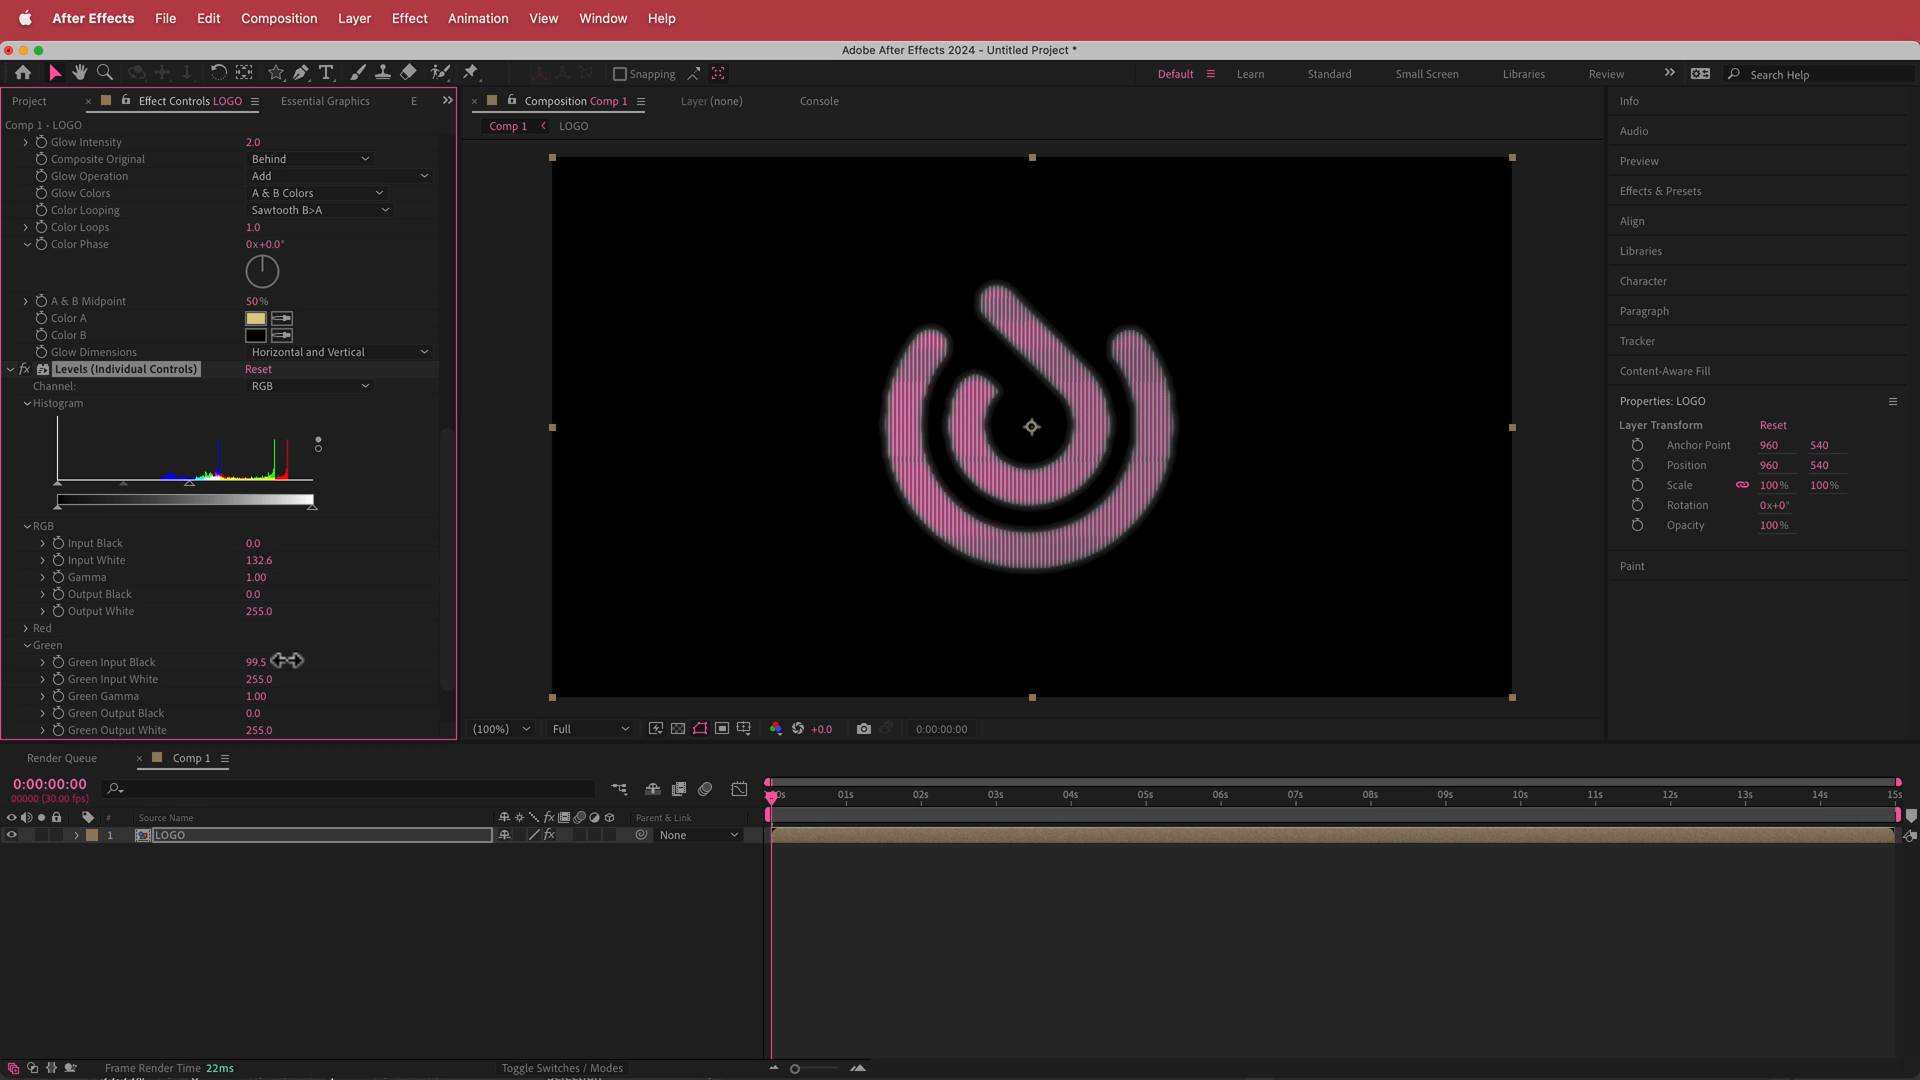 After Effects File Edit Composition Layer Effect Animation View Window Help
Adobe After Effects 2024 - Untitled Project *
Snapping
Default Learn Standard Small Screen Libraries Review Search Help
Project Effect Controls LOGO Essential Graphics E
Composition Comp 1 Layer (none) Console
Comp 1 • LOGO
Comp 1 LOGO
Glow Intensity 2.0
Composite Original Behind
Glow Operation Add
Glow Colors A & B Colors
Color Looping Sawtooth B>A
Color Loops 1.0
Color Phase 0x+0.0°
A & B Midpoint 50%
Color A
Color B
Glow Dimensions Horizontal and Vertical
fx Levels (Individual Controls) Reset
Channel: RGB
Histogram
RGB
Input Black 0.0
Input White 132.6
Gamma 1.00
Output Black 0.0
Output White 255.0
Red
Green
Green Input Black 99.5
Green Input White 255.0
Green Gamma 1.00
Green Output Black 0.0
Green Output White 255.0
(100%) Full +0.0 0:00:00:00
Info
Audio
Preview
Effects & Presets
Align
Libraries
Character
Paragraph
Tracker
Content-Aware Fill
Properties: LOGO
Layer Transform Reset
Anchor Point 960 540
Position 960 540
Scale 100% 100%
Rotation 0x+0°
Opacity 100%
Paint
Render Queue Comp 1
0:00:00:00
00000 (30.00 fps)
01s 02s 03s 04s 05s 06s 07s 08s 09s 10s 11s 12s 13s 14s 15s
# Source Name fx Parent & Link
1 LOGO fx None
Frame Render Time 22ms
Toggle Switches / Modes